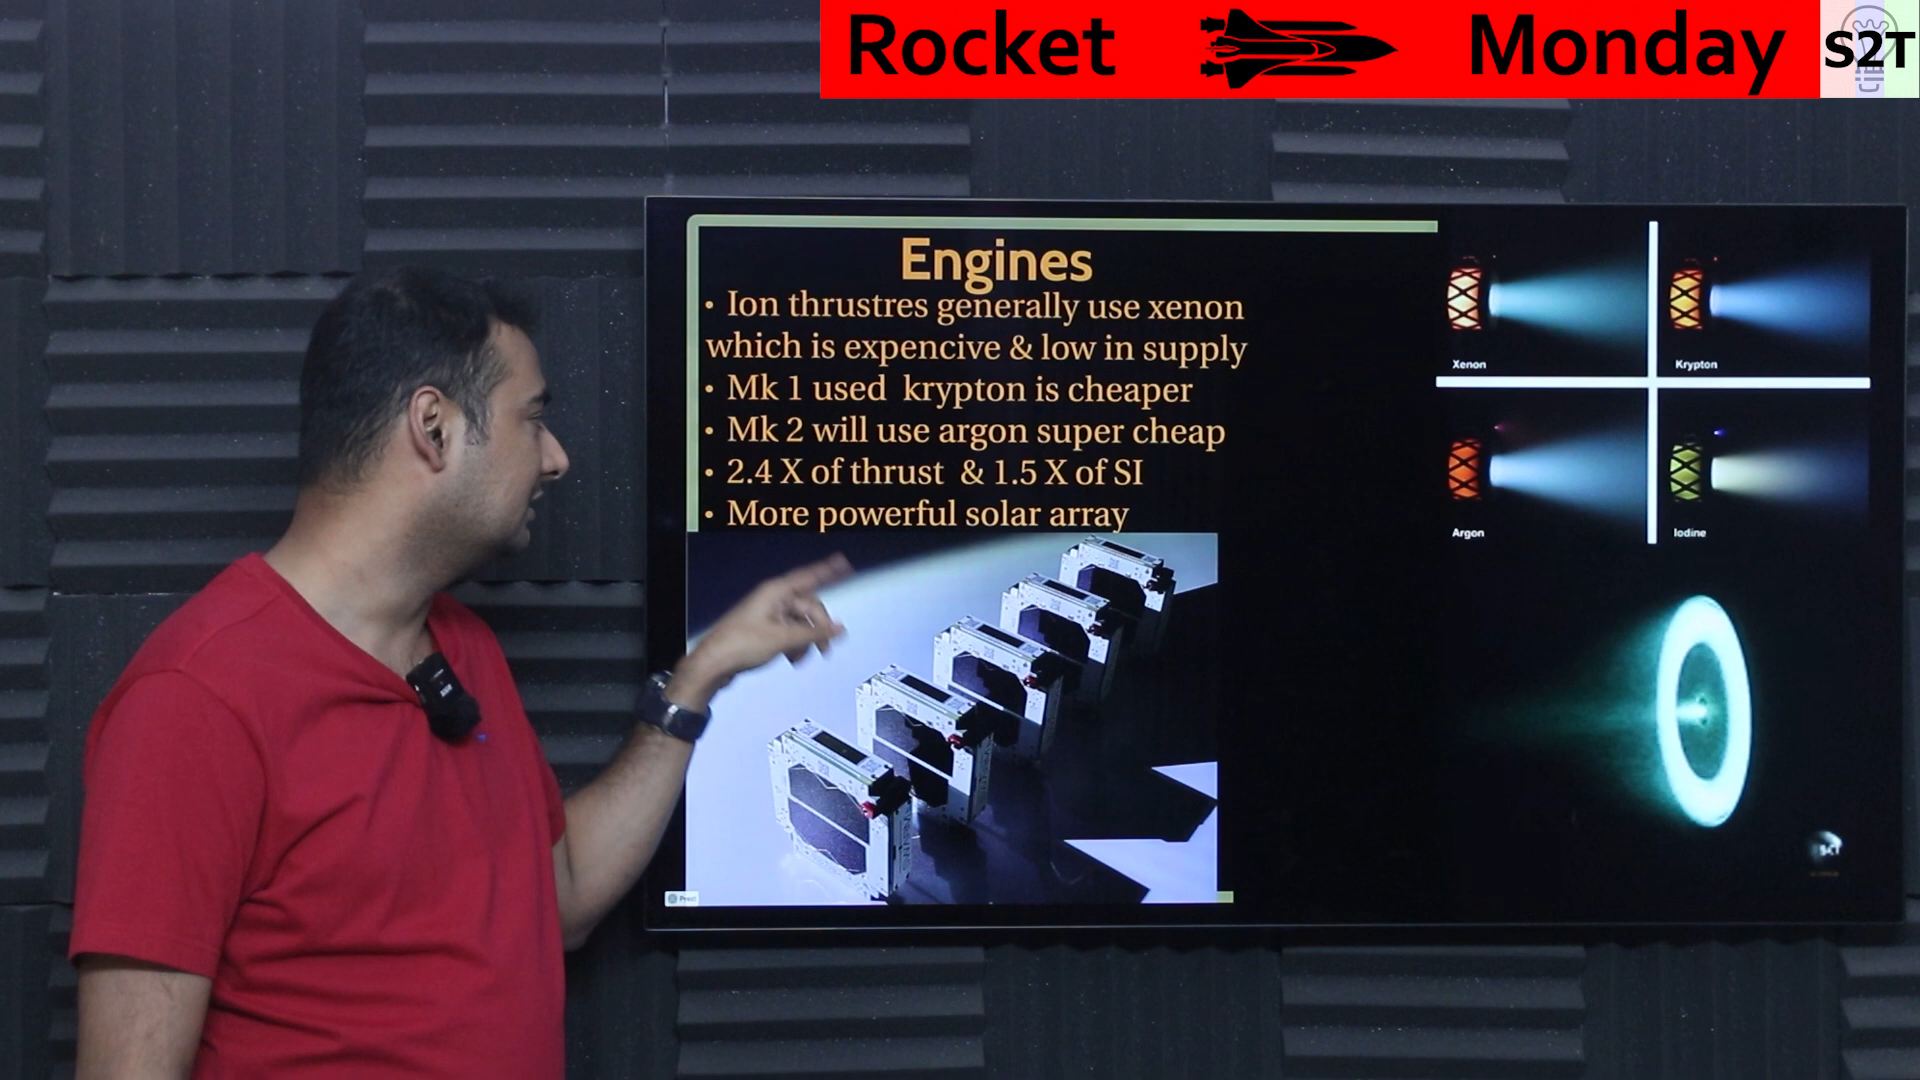 Rocket Monday S2T
Engines
• Ion thrustres generally use xenon
which is expencive & low in supply
• Mk 1 used krypton is cheaper
• Mk 2 will use argon super cheap
• 2.4 X of thrust & 1.5 X of SI
• More powerful solar array
Xenon
Krypton
Argon
Iodine